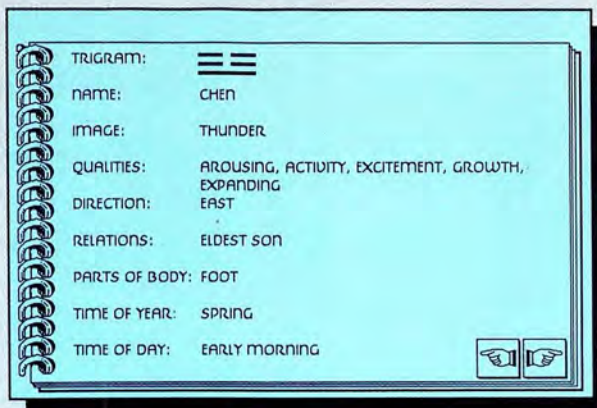 TRIGRAM: ☳
NAME: CHEN
IMAGE: THUNDER
QUALITIES: AROUSING, ACTIVITY, EXCITEMENT, GROWTH,
EXPANDING
DIRECTION: EAST
RELATIONS: ELDEST SON
PARTS OF BODY: FOOT
TIME OF YEAR: SPRING
TIME OF DAY: EARLY MORNING